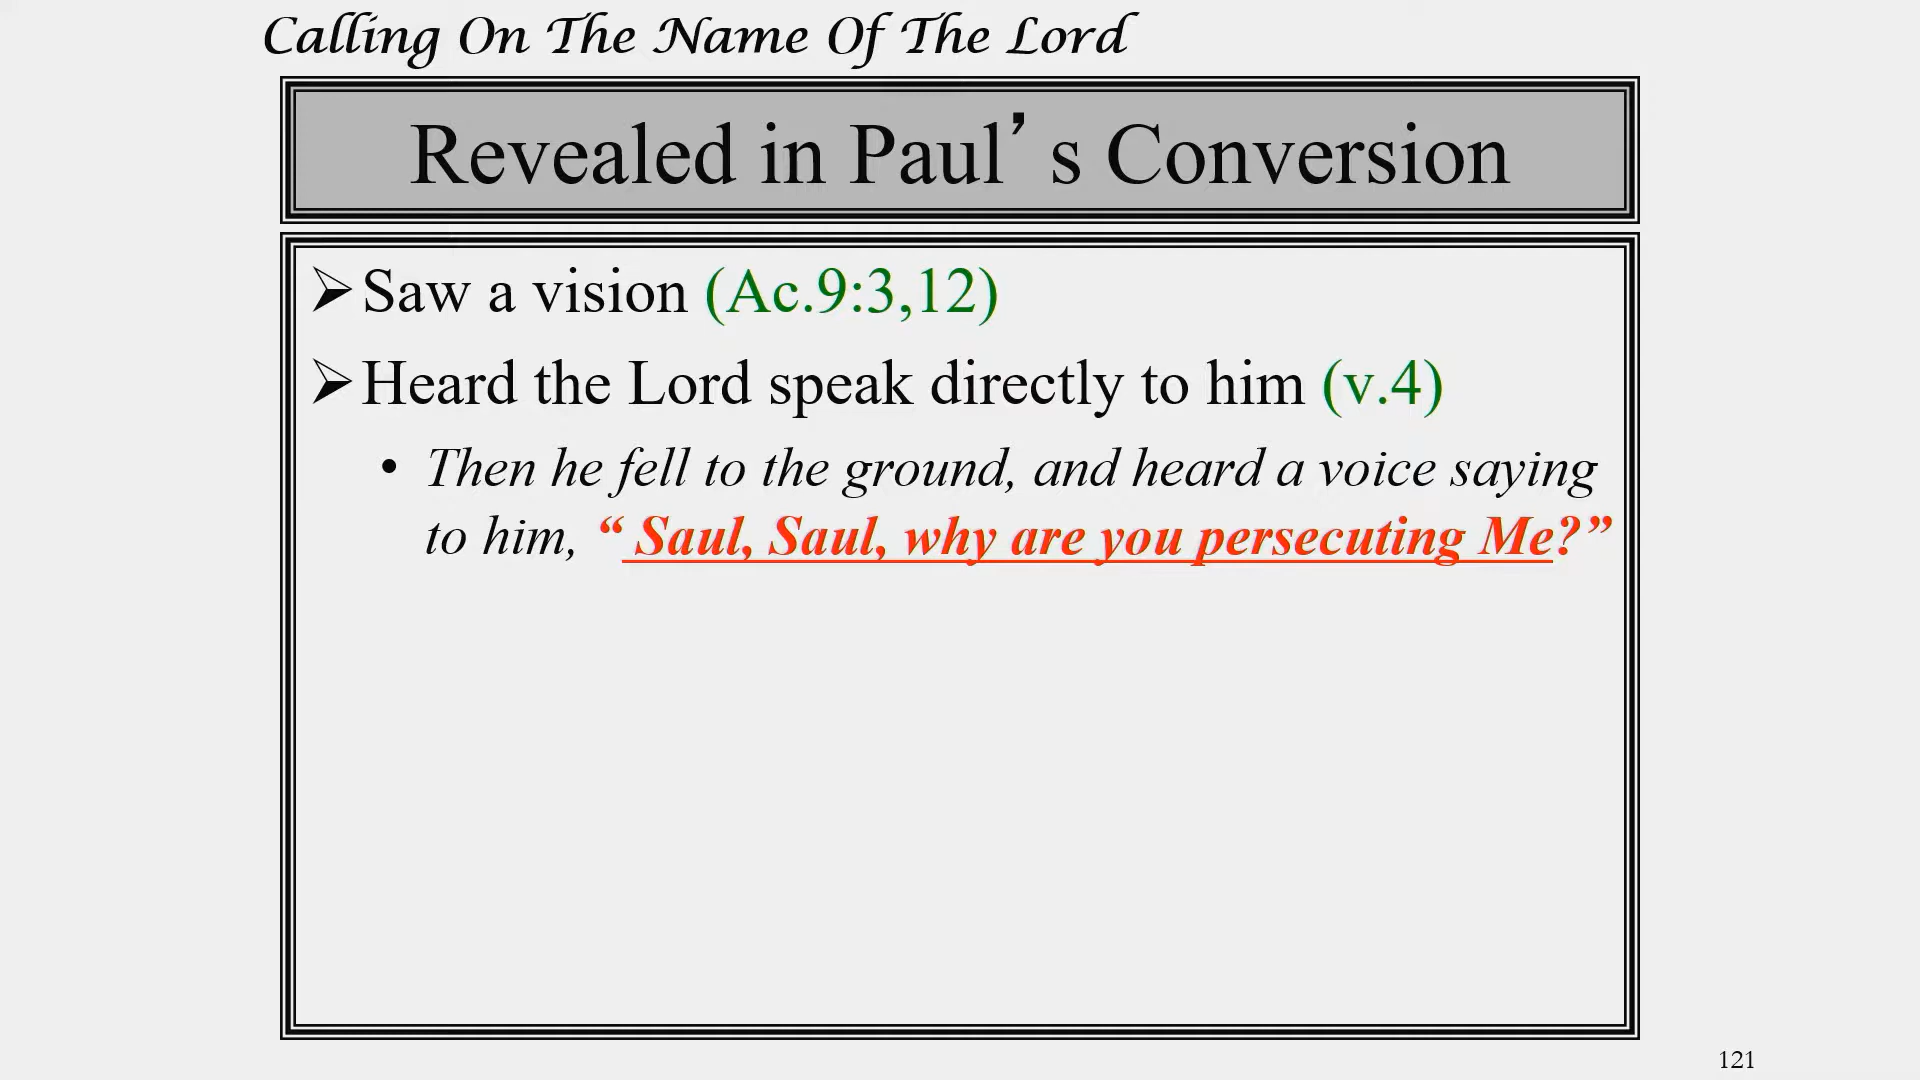 Calling On The Name Of The Lord
Revealed in Paul’s Conversion
➢Saw a vision (Ac.9:3,12)
➢Heard the Lord speak directly to him (v.4)
• Then he fell to the ground, and heard a voice saying
to him, “ Saul, Saul, why are you persecuting Me?”
121